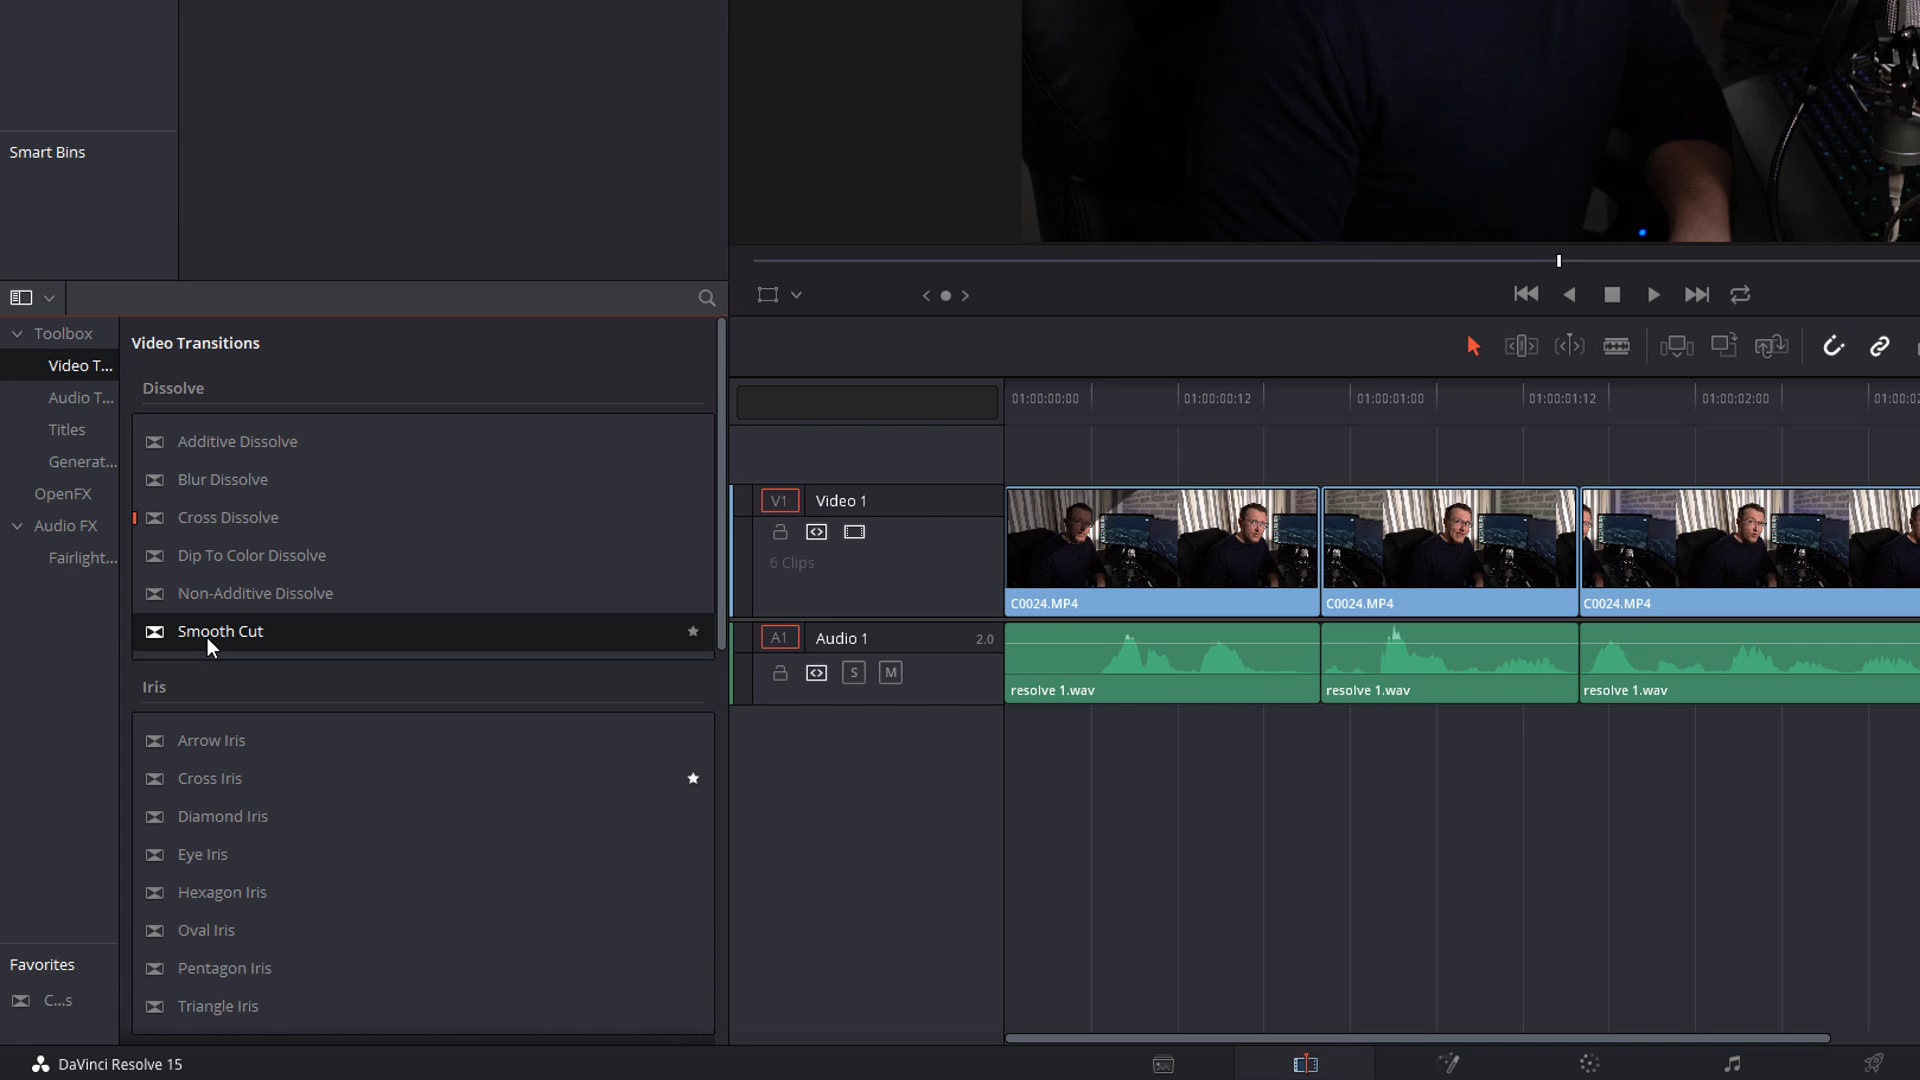 Smart Bins
Toolbox
Video T...
Audio T...
Titles
Generat...
OpenFX
Audio FX
Fairlight...
Favorites
C...s
Video Transitions
Dissolve
Additive Dissolve
Blur Dissolve
Cross Dissolve
Dip To Color Dissolve
Non-Additive Dissolve
Smooth Cut
Iris
Arrow Iris
Cross Iris
Diamond Iris
Eye Iris
Hexagon Iris
Oval Iris
Pentagon Iris
Triangle Iris
01:00:00:00 01:00:00:12 01:00:01:00 01:00:01:12 01:00:02:00
V1 Video 1
6 Clips
C0024.MP4 C0024.MP4 C0024.MP4
A1 Audio 1 2.0
S M
resolve 1.wav resolve 1.wav resolve 1.wav
DaVinci Resolve 15